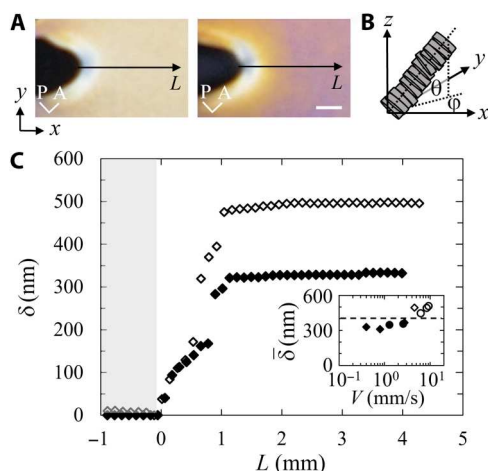 A
B
L
L
P A
P A
y
x
z
y
θ
φ
x
C
600
500
400
300
200
100
0
δ (nm)
–1
0
1
2
3
4
5
L (mm)
600
300
0
δ̄ (nm)
10⁻¹
10⁰
10¹
V (mm/s)